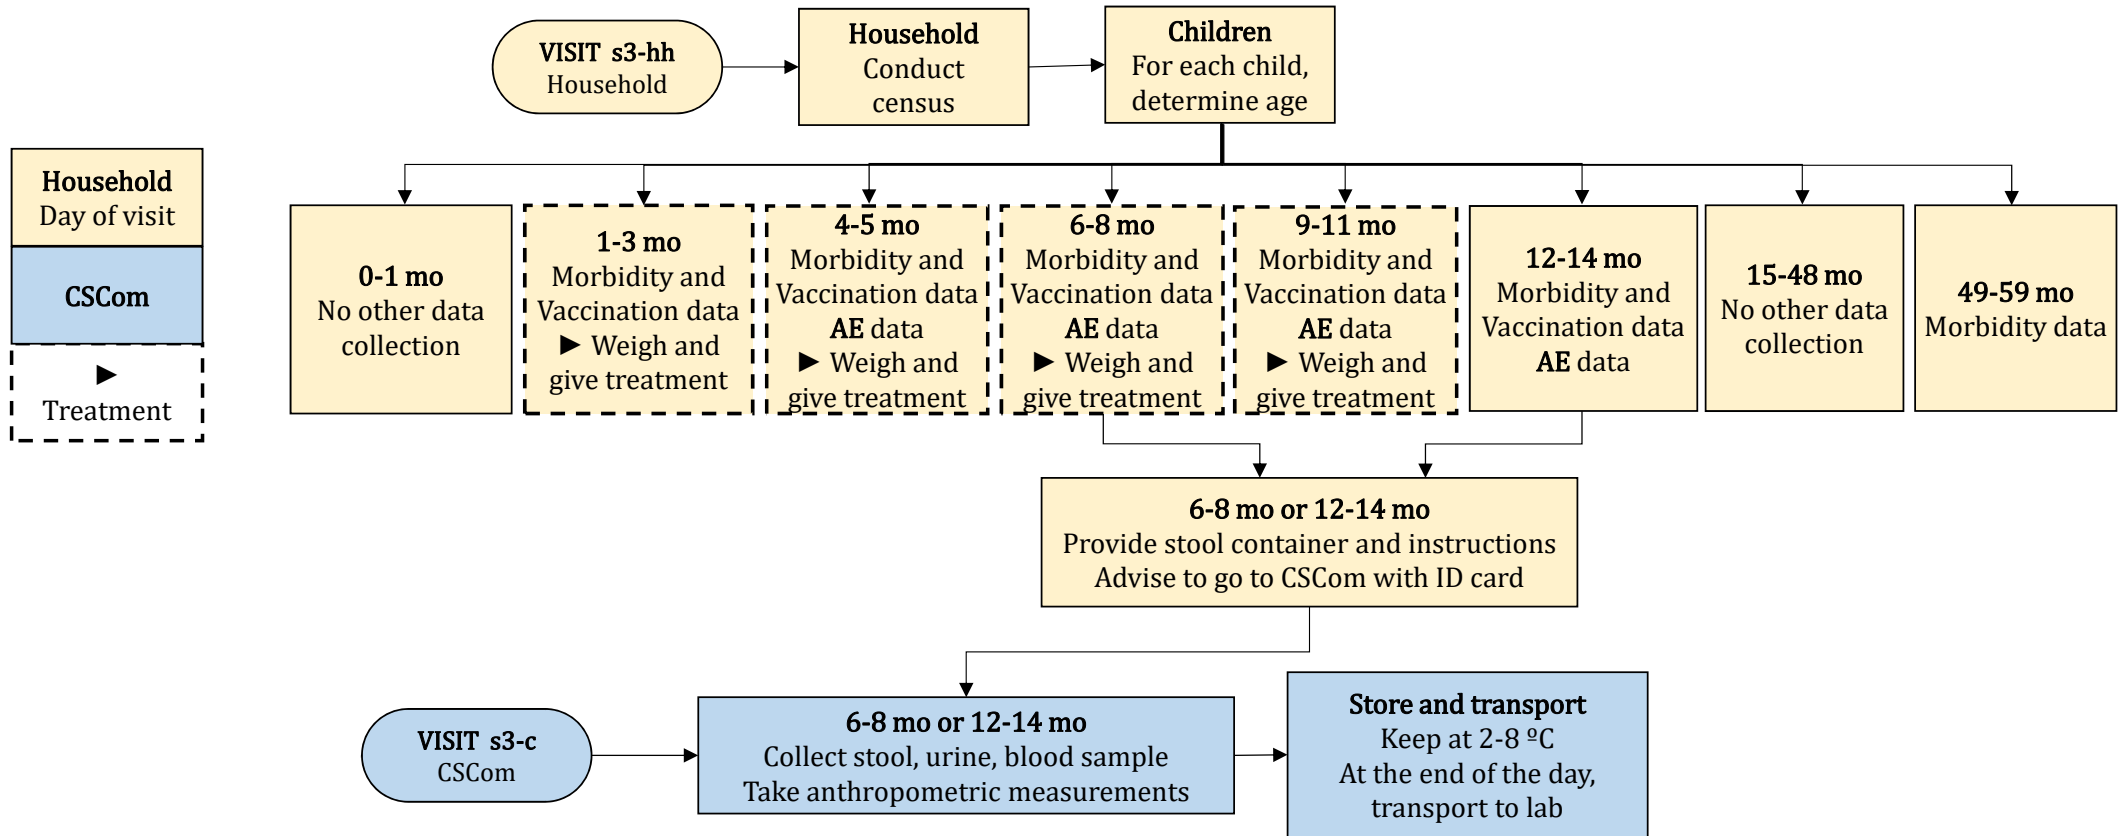 VISIT s3-hh
Household
Household
Conduct
census
Children
For each child,
determine age
Household
Day of visit
CSCom
►
Treatment
0-1 mo
No other data
collection
1-3 mo
Morbidity and
Vaccination data
► Weigh and
give treatment
4-5 mo
Morbidity and
Vaccination data
AE data
► Weigh and
give treatment
6-8 mo
Morbidity and
Vaccination data
AE data
► Weigh and
give treatment
9-11 mo
Morbidity and
Vaccination data
AE data
► Weigh and
give treatment
12-14 mo
Morbidity and
Vaccination data
AE data
15-48 mo
No other data
collection
49-59 mo
Morbidity data
6-8 mo or 12-14 mo
Provide stool container and instructions
Advise to go to CSCom with ID card
VISIT s3-c
CSCom
6-8 mo or 12-14 mo
Collect stool, urine, blood sample
Take anthropometric measurements
Store and transport
Keep at 2-8 ºC
At the end of the day,
transport to lab